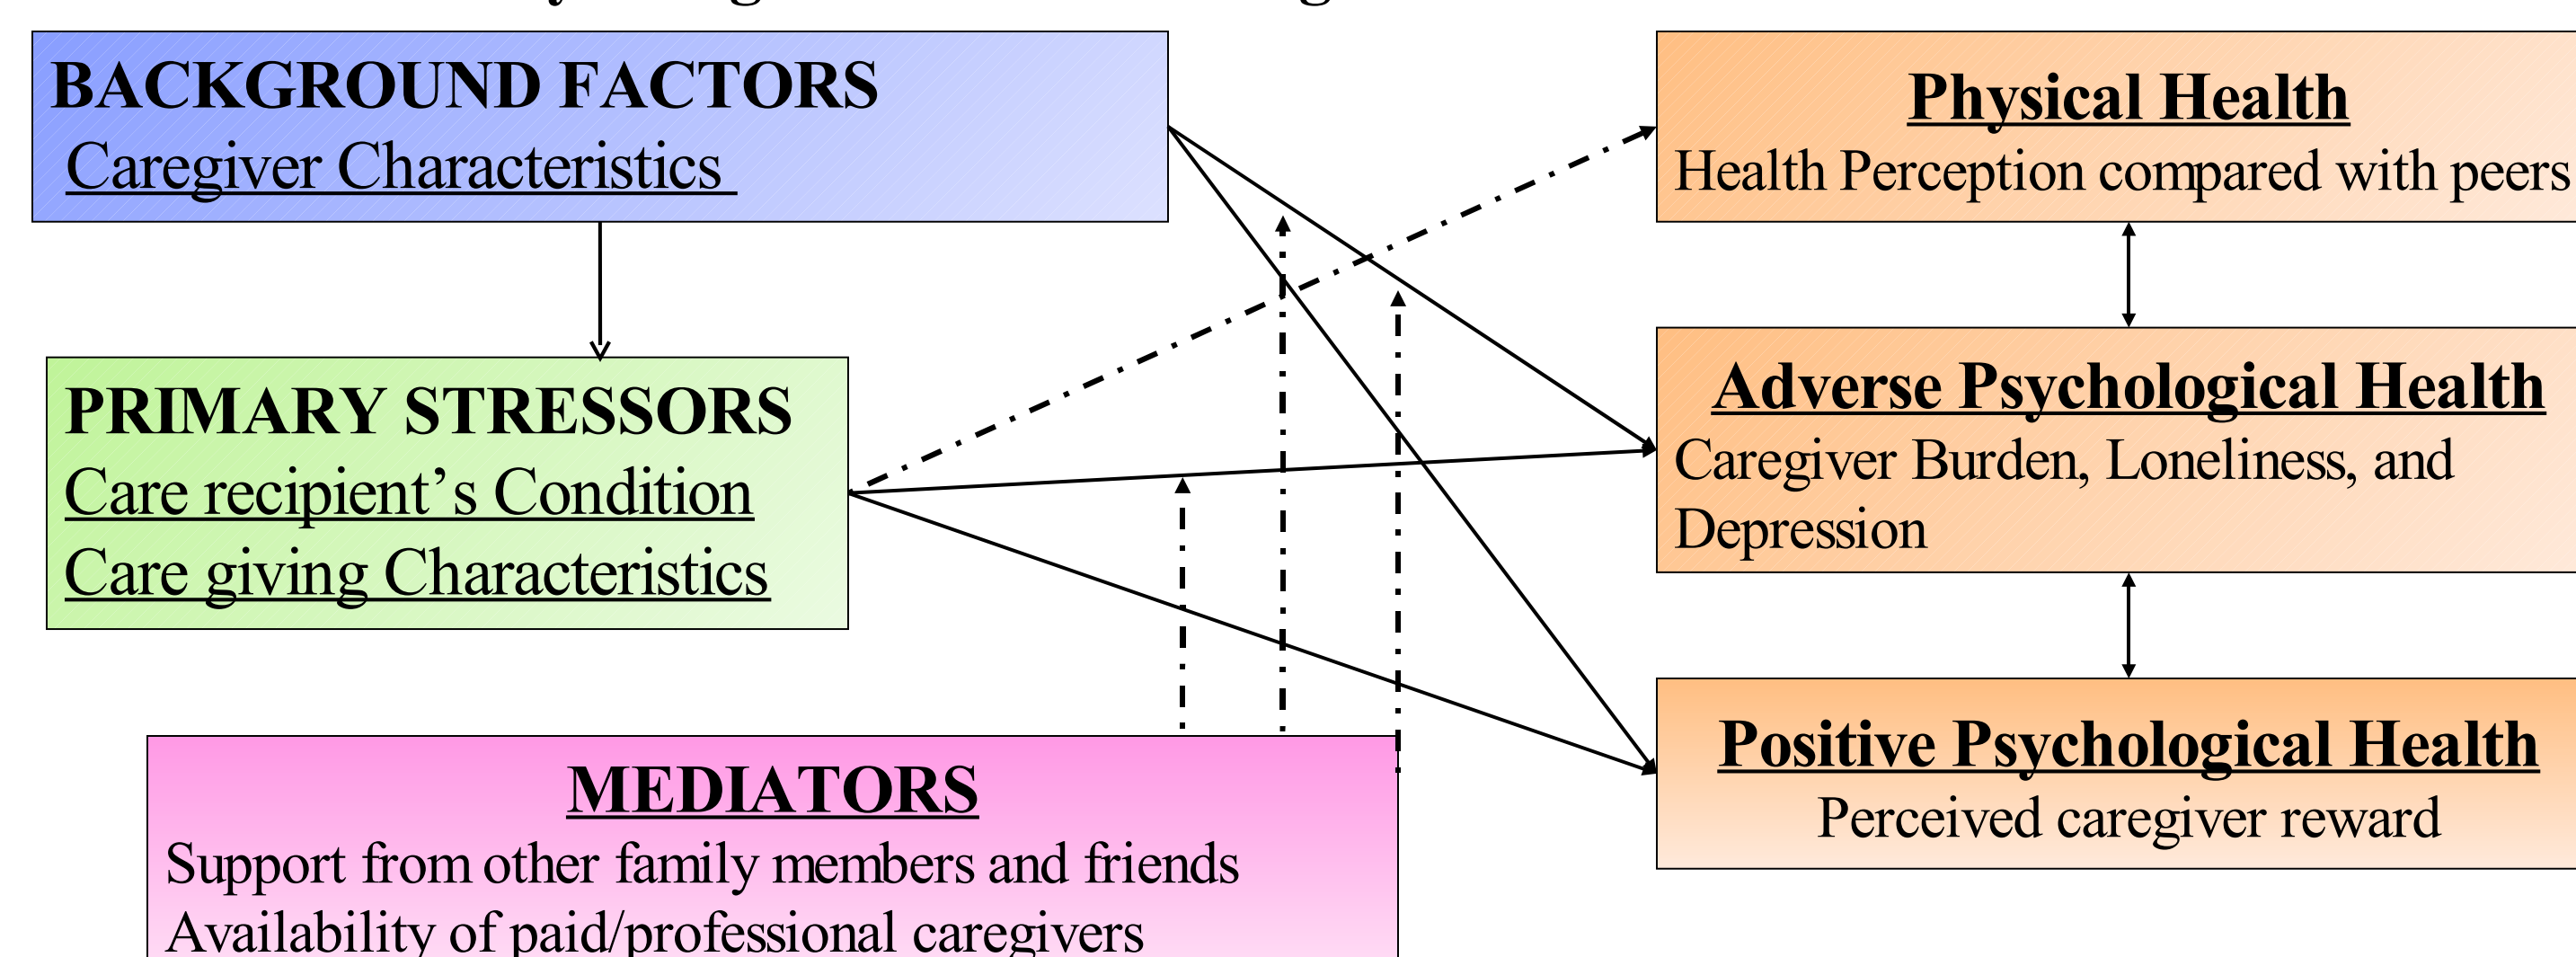 BACKGROUND FACTORS
Caregiver Characteristics
Physical Health
Health Perception compared with peers
PRIMARY STRESSORS
Care recipient’s Condition
Care giving Characteristics
Adverse Psychological Health
Caregiver Burden, Loneliness, and
Depression
MEDIATORS
Support from other family members and friends
Availability of paid/professional caregivers
Positive Psychological Health
Perceived caregiver reward